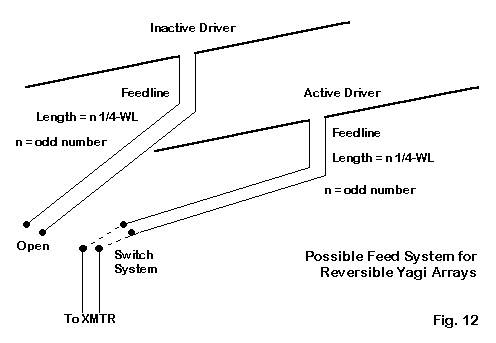 Inactive Driver
Feedline
Length = n 1/4-WL
n = odd number
Active Driver
Feedline
Length = n 1/4-WL
n = odd number
Open
Switch
System
To XMTR
Possible Feed System for
Reversible Yagi Arrays
Fig. 12